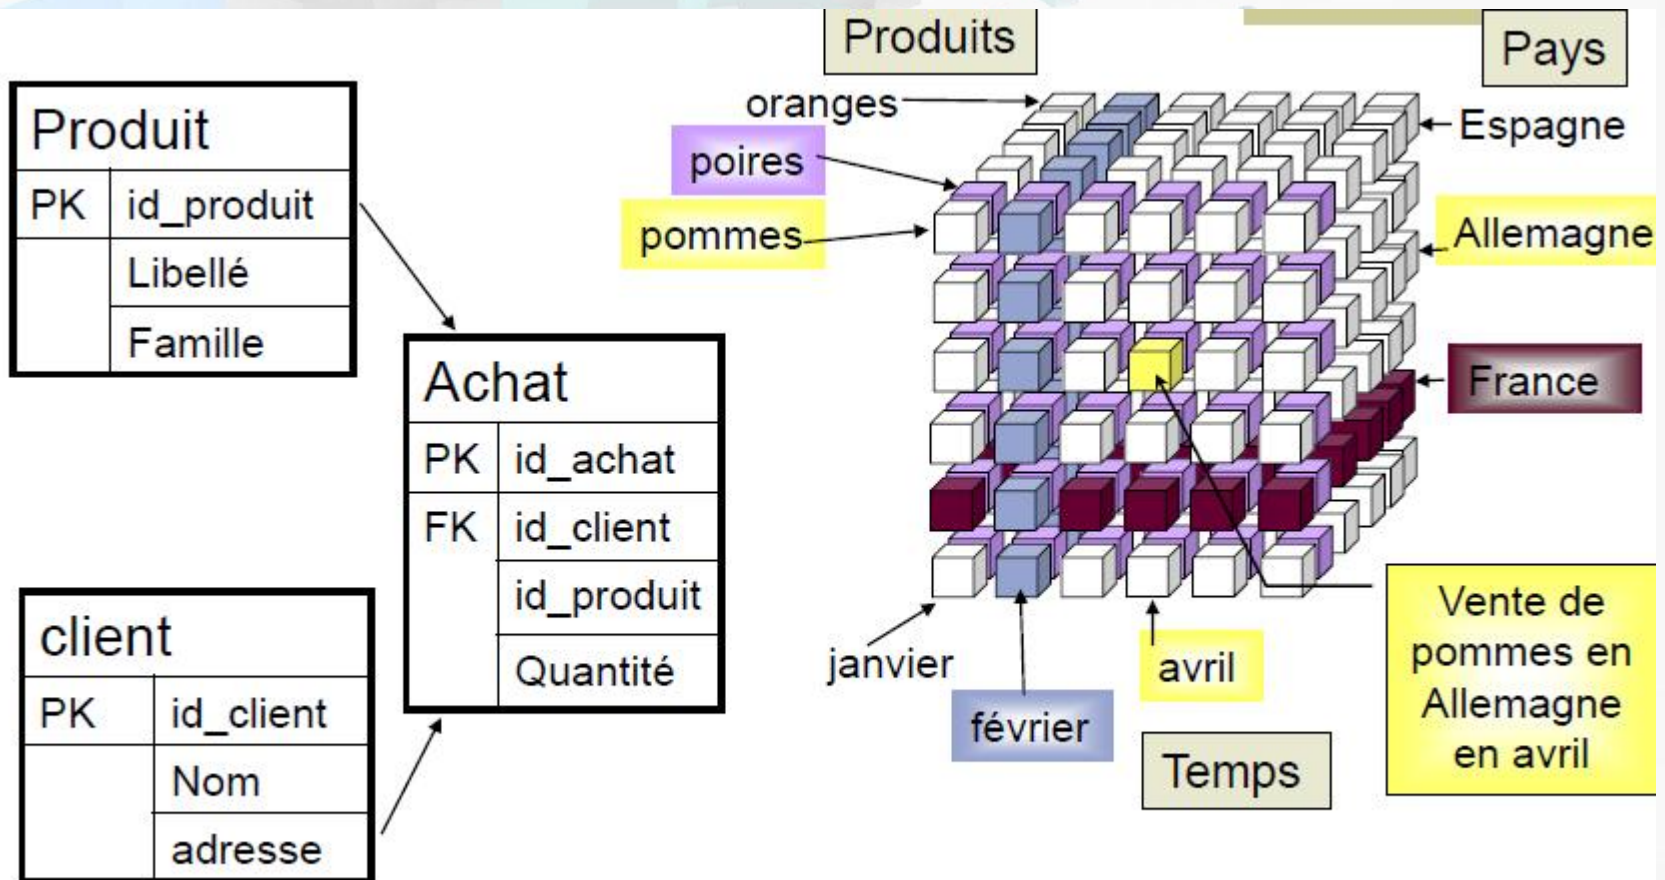 Produit
PK id_produit
Libellé
Famille
Achat
PK id_achat
FK id_client
id_produit
Quantité
client
PK id_client
Nom
adresse
Produits
Pays
oranges
poires
pommes
Espagne
Allemagne
France
janvier
février
avril
Temps
Vente de
pommes en
Allemagne
en avril